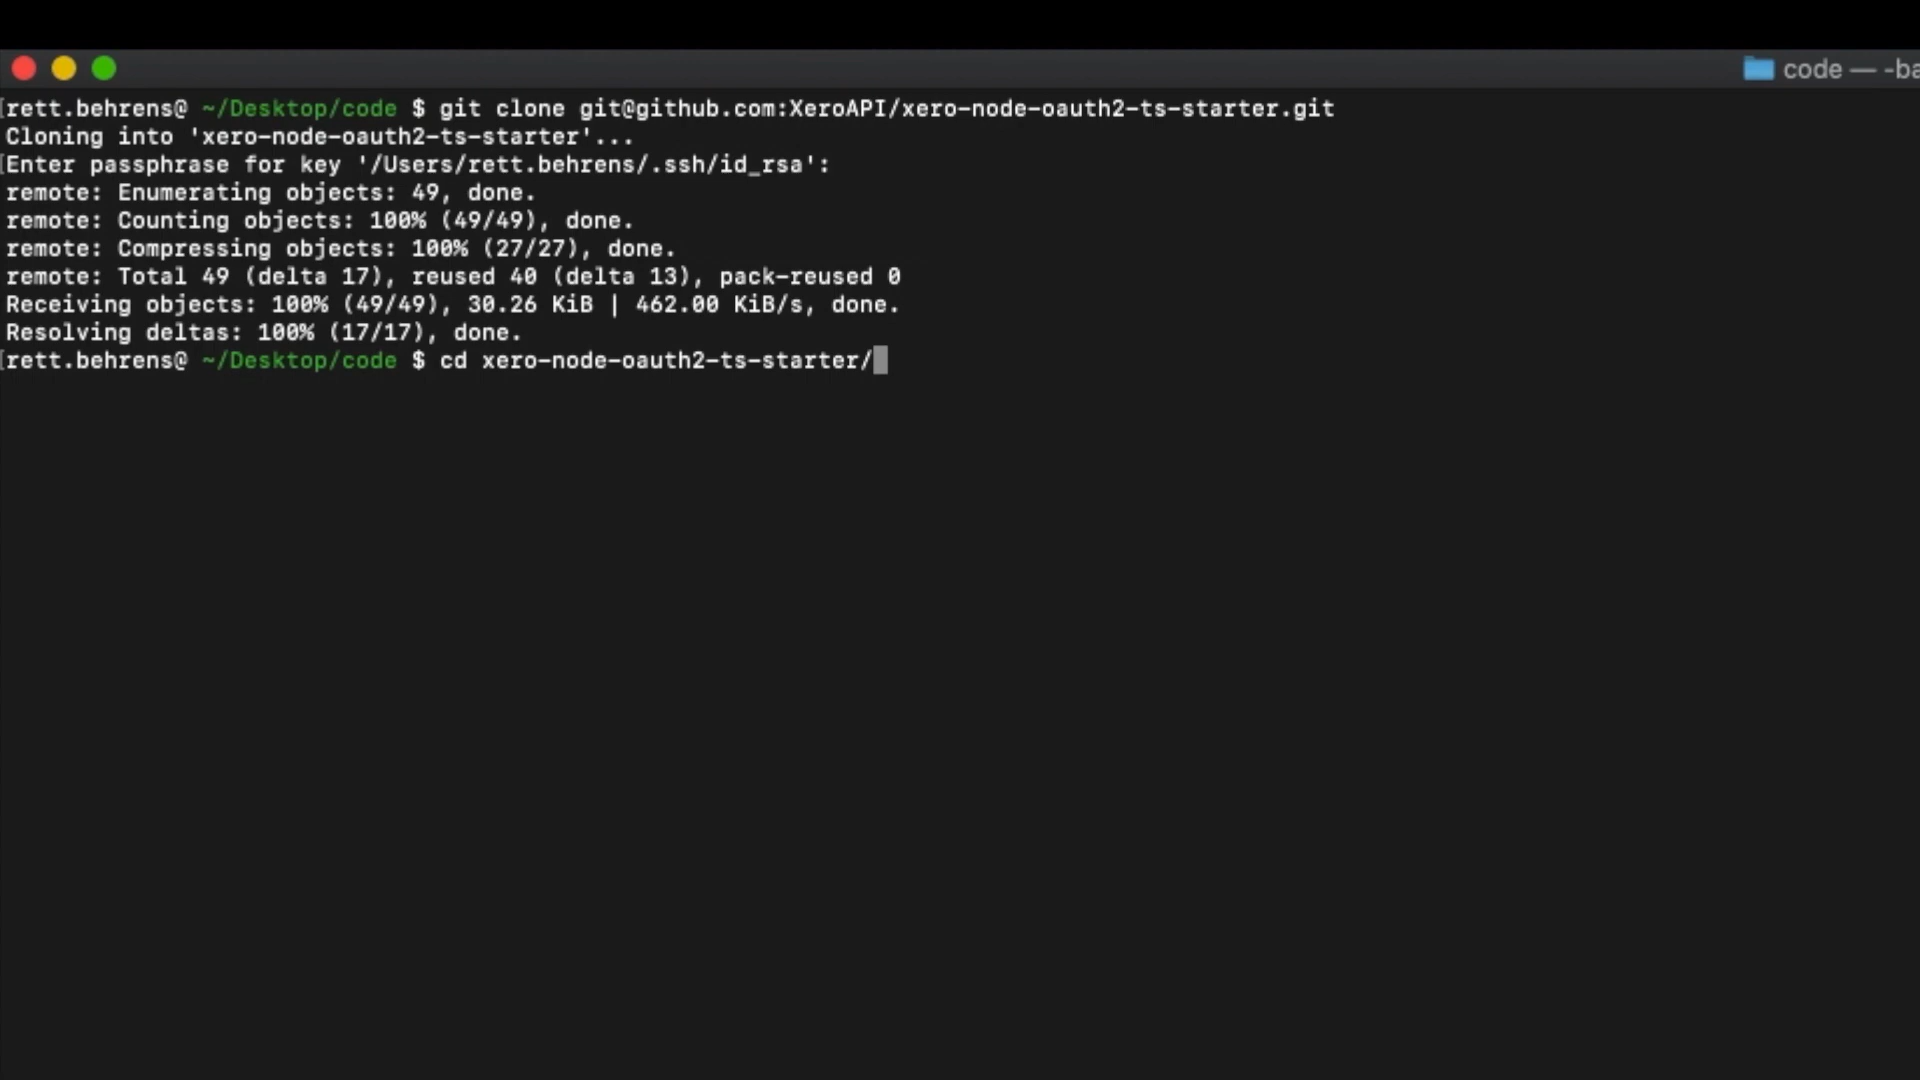 code — -ba
[rett.behrens@ ~/Desktop/code $ git clone git@github.com:XeroAPI/xero-node-oauth2-ts-starter.git
Cloning into 'xero-node-oauth2-ts-starter'...
[Enter passphrase for key '/Users/rett.behrens/.ssh/id_rsa':
remote: Enumerating objects: 49, done.
remote: Counting objects: 100% (49/49), done.
remote: Compressing objects: 100% (27/27), done.
remote: Total 49 (delta 17), reused 40 (delta 13), pack-reused 0
Receiving objects: 100% (49/49), 30.26 KiB | 462.00 KiB/s, done.
Resolving deltas: 100% (17/17), done.
[rett.behrens@ ~/Desktop/code $ cd xero-node-oauth2-ts-starter/